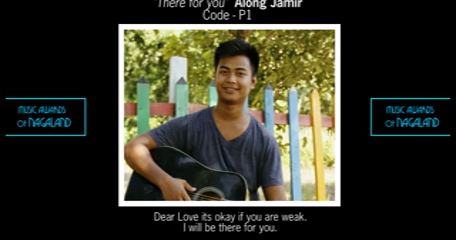 "There for you" Along Jamir
Code - P1
MUSIC AWARDS
OF NAGALAND
MUSIC AWARDS
OF NAGALAND
Dear Love its okay if you are weak.
I will be there for you.